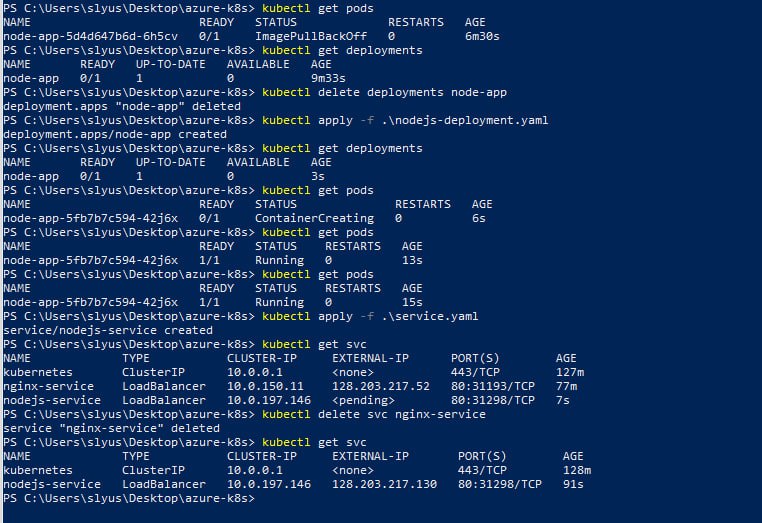 PS C:\Users\slyus\Desktop\azure-k8s> kubectl get pods
NAME READY STATUS RESTARTS AGE
node-app-5d4d647b6d-6h5cv 0/1 ImagePullBackOff 0 6m30s
PS C:\Users\slyus\Desktop\azure-k8s> kubectl get deployments
NAME READY UP-TO-DATE AVAILABLE AGE
node-app 0/1 1 0 9m33s
PS C:\Users\slyus\Desktop\azure-k8s> kubectl delete deployments node-app
deployment.apps "node-app" deleted
PS C:\Users\slyus\Desktop\azure-k8s> kubectl apply -f .\nodejs-deployment.yaml
deployment.apps/node-app created
PS C:\Users\slyus\Desktop\azure-k8s> kubectl get deployments
NAME READY UP-TO-DATE AVAILABLE AGE
node-app 0/1 1 0 3s
PS C:\Users\slyus\Desktop\azure-k8s> kubectl get pods
NAME READY STATUS RESTARTS AGE
node-app-5fb7b7c594-42j6x 0/1 ContainerCreating 0 6s
PS C:\Users\slyus\Desktop\azure-k8s> kubectl get pods
NAME READY STATUS RESTARTS AGE
node-app-5fb7b7c594-42j6x 1/1 Running 0 13s
PS C:\Users\slyus\Desktop\azure-k8s> kubectl get pods
NAME READY STATUS RESTARTS AGE
node-app-5fb7b7c594-42j6x 1/1 Running 0 15s
PS C:\Users\slyus\Desktop\azure-k8s> kubectl apply -f .\service.yaml
service/nodejs-service created
PS C:\Users\slyus\Desktop\azure-k8s> kubectl get svc
NAME TYPE CLUSTER-IP EXTERNAL-IP PORT(S) AGE
kubernetes ClusterIP 10.0.0.1 <none> 443/TCP 127m
nginx-service LoadBalancer 10.0.150.11 128.203.217.52 80:31193/TCP 77m
nodejs-service LoadBalancer 10.0.197.146 <pending> 80:31298/TCP 7s
PS C:\Users\slyus\Desktop\azure-k8s> kubectl delete svc nginx-service
service "nginx-service" deleted
PS C:\Users\slyus\Desktop\azure-k8s> kubectl get svc
NAME TYPE CLUSTER-IP EXTERNAL-IP PORT(S) AGE
kubernetes ClusterIP 10.0.0.1 <none> 443/TCP 128m
nodejs-service LoadBalancer 10.0.197.146 128.203.217.130 80:31298/TCP 91s
PS C:\Users\slyus\Desktop\azure-k8s>